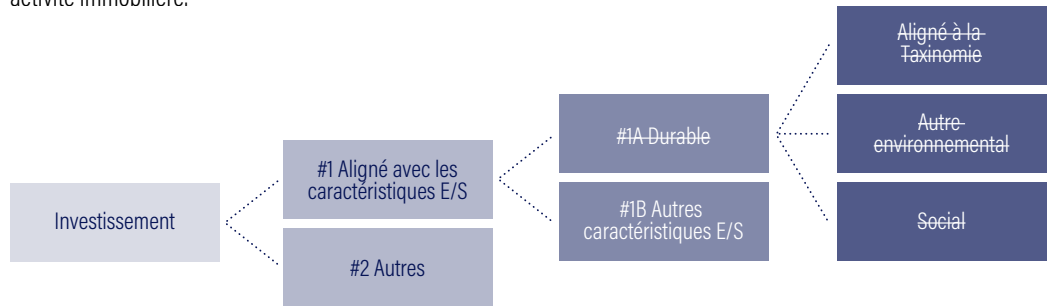 activité immobilière.
Aligné à la
Taxinomie
#1A Durable
Autre
environnemental
#1 Aligné avec les
caractéristiques E/S
Investissement
#1B Autres
caractéristiques E/S
Social
#2 Autres